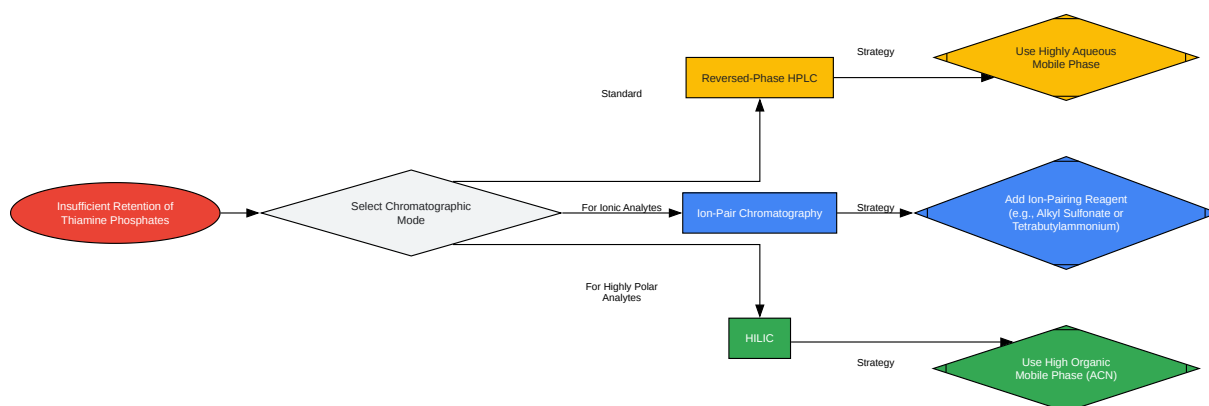 Insufficient Retention of
Thiamine Phosphates
Select Chromatographic
Mode
Standard
Reversed-Phase HPLC
Strategy
Use Highly Aqueous
Mobile Phase
For Ionic Analytes
Ion-Pair Chromatography
Strategy
Add Ion-Pairing Reagent
(e.g., Alkyl Sulfonate or
Tetrabutylammonium)
For Highly Polar
Analytes
HILIC
Strategy
Use High Organic
Mobile Phase (ACN)